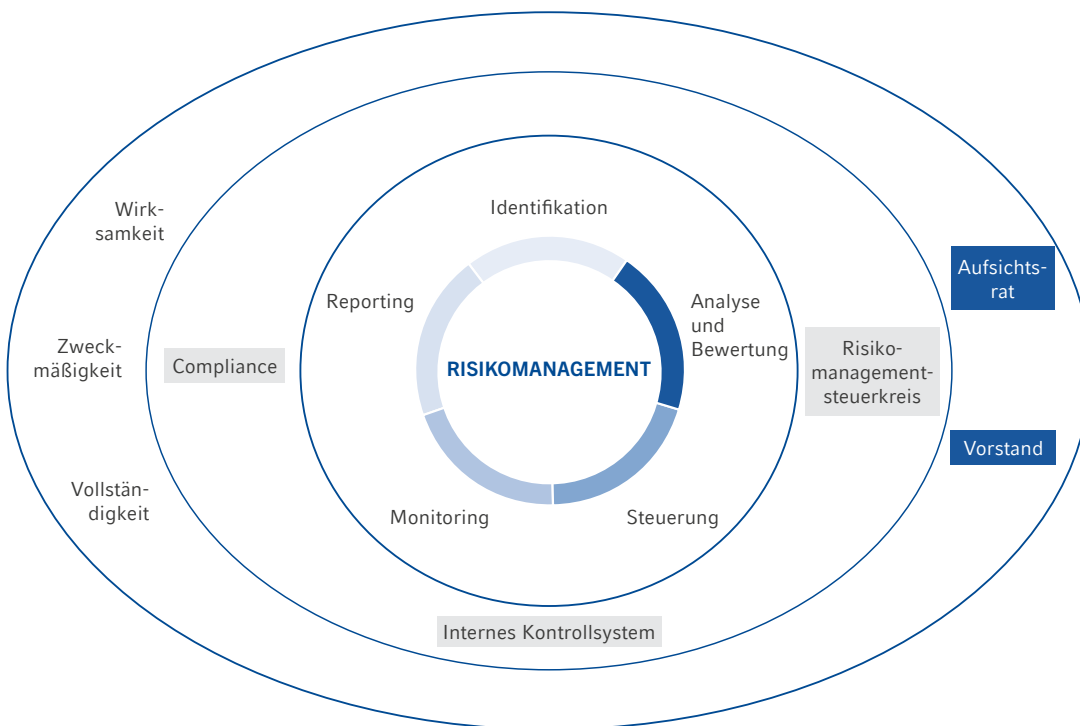 Identifikation
Wirk-
samkeit
Aufsichts-
rat
Reporting
Analyse
und
Bewertung
Zweck-
mäßigkeit
Compliance
RISIKOMANAGEMENT
Risiko-
management-
steuerkreis
Vorstand
Vollstän-
digkeit
Monitoring
Steuerung
Internes Kontrollsystem